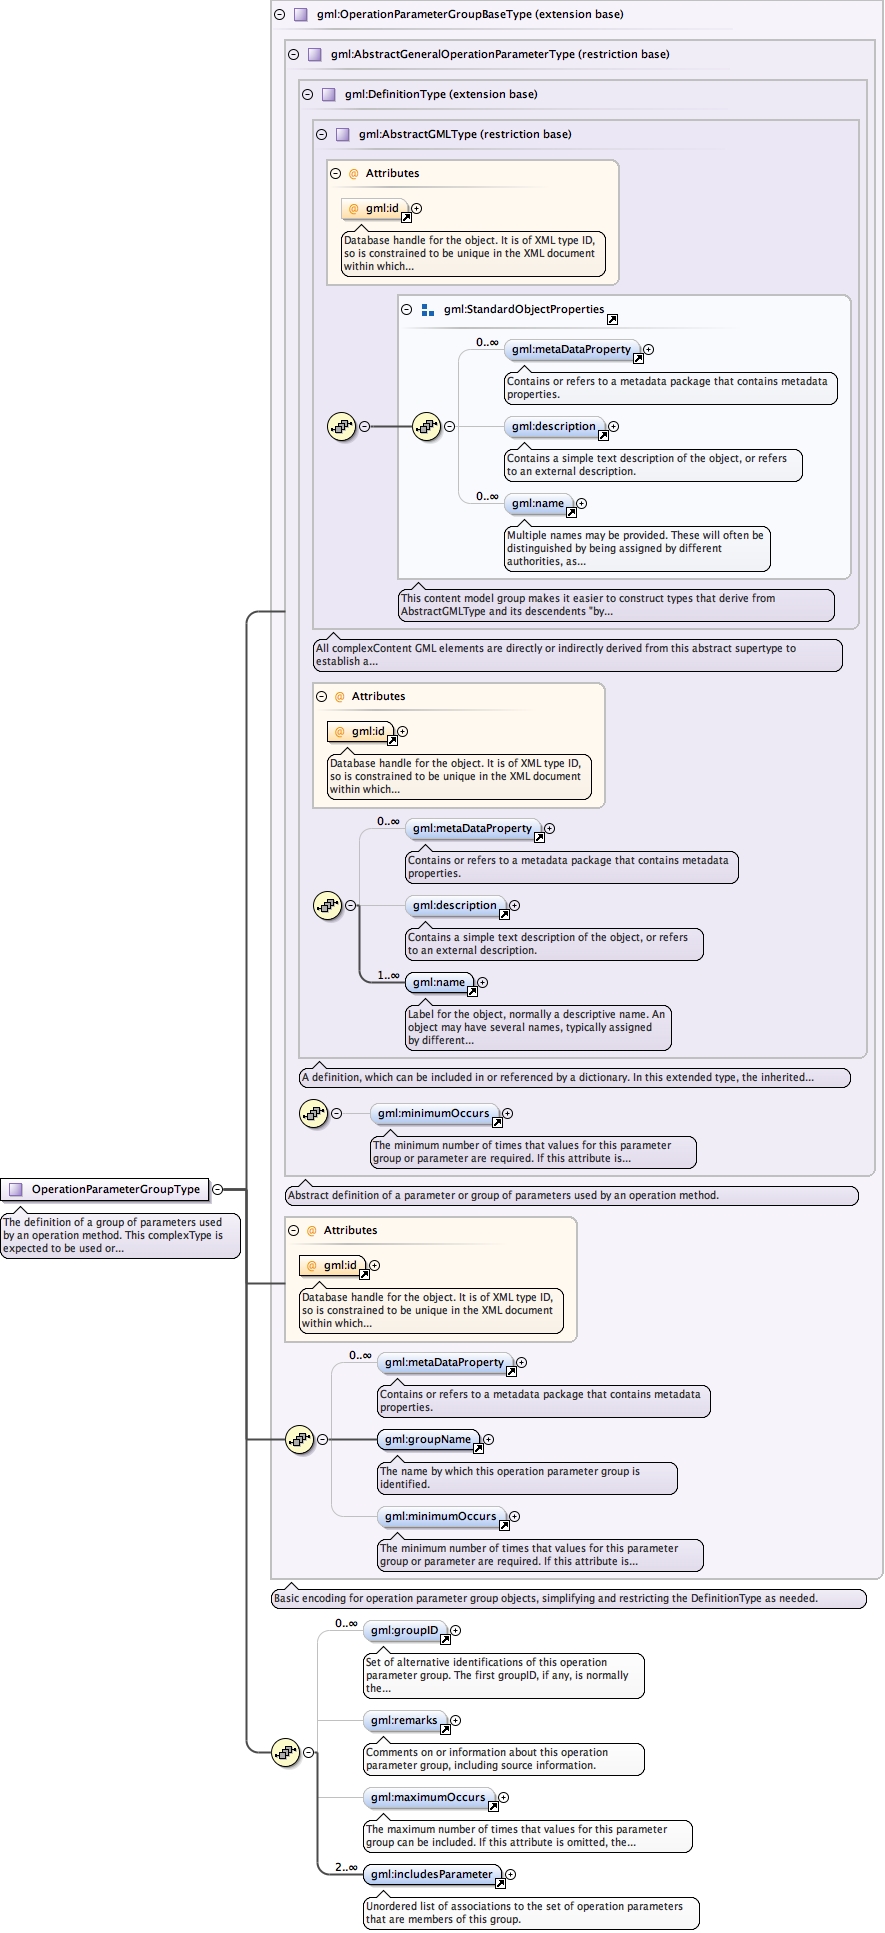 gml:OperationParameterGroupBaseType (extension base)
gml:AbstractGeneralOperationParameterType (restriction base)
gml:DefinitionType (extension base)
gml:AbstractGMLType (restriction base)
@ Attributes
@ gml:id
Database handle for the object. It is of XML type ID,
so is constrained to be unique in the XML document
within which...
gml:StandardObjectProperties
0..∞
gml:metaDataProperty
Contains or refers to a metadata package that contains metadata
properties.
gml:description
Contains a simple text description of the object, or refers
to an external description.
0..∞
gml:name
Multiple names may be provided. These will often be
distinguished by being assigned by different
authorities, as...
This content model group makes it easier to construct types that derive from
AbstractGMLType and its descendents "by...
All complexContent GML elements are directly or indirectly derived from this abstract supertype to
establish a...
@ Attributes
@ gml:id
Database handle for the object. It is of XML type ID,
so is constrained to be unique in the XML document
within which...
0..∞
gml:metaDataProperty
Contains or refers to a metadata package that contains metadata
properties.
gml:description
Contains a simple text description of the object, or refers
to an external description.
1..∞
gml:name
Label for the object, normally a descriptive name. An
object may have several names, typically assigned
by different...
A definition, which can be included in or referenced by a dictionary. In this extended type, the inherited...
gml:minimumOccurs
The minimum number of times that values for this parameter
group or parameter are required. If this attribute is...
Abstract definition of a parameter or group of parameters used by an operation method.
OperationParameterGroupType
The definition of a group of parameters used
by an operation method. This complexType is
expected to be used or...
@ Attributes
@ gml:id
Database handle for the object. It is of XML type ID,
so is constrained to be unique in the XML document
within which...
0..∞
gml:metaDataProperty
Contains or refers to a metadata package that contains metadata
properties.
gml:groupName
The name by which this operation parameter group is
identified.
gml:minimumOccurs
The minimum number of times that values for this parameter
group or parameter are required. If this attribute is...
Basic encoding for operation parameter group objects, simplifying and restricting the DefinitionType as needed.
0..∞
gml:groupID
Set of alternative identifications of this operation
parameter group. The first groupID, if any, is normally
the...
gml:remarks
Comments on or information about this operation
parameter group, including source information.
gml:maximumOccurs
The maximum number of times that values for this parameter
group can be included. If this attribute is omitted, the...
2..∞
gml:includesParameter
Unordered list of associations to the set of operation parameters
that are members of this group.